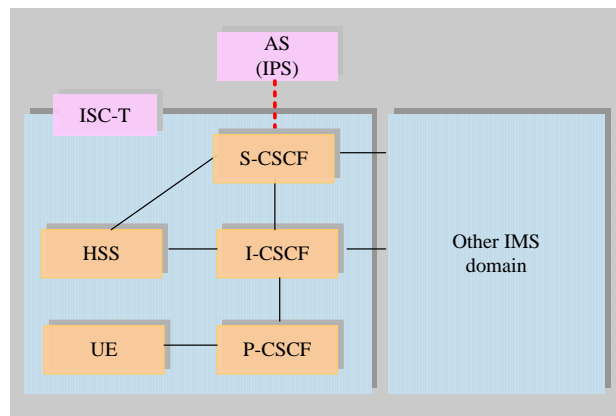 AS
(IPS)
ISC-T
S-CSCF
HSS
I-CSCF
Other IMS
domain
UE
P-CSCF